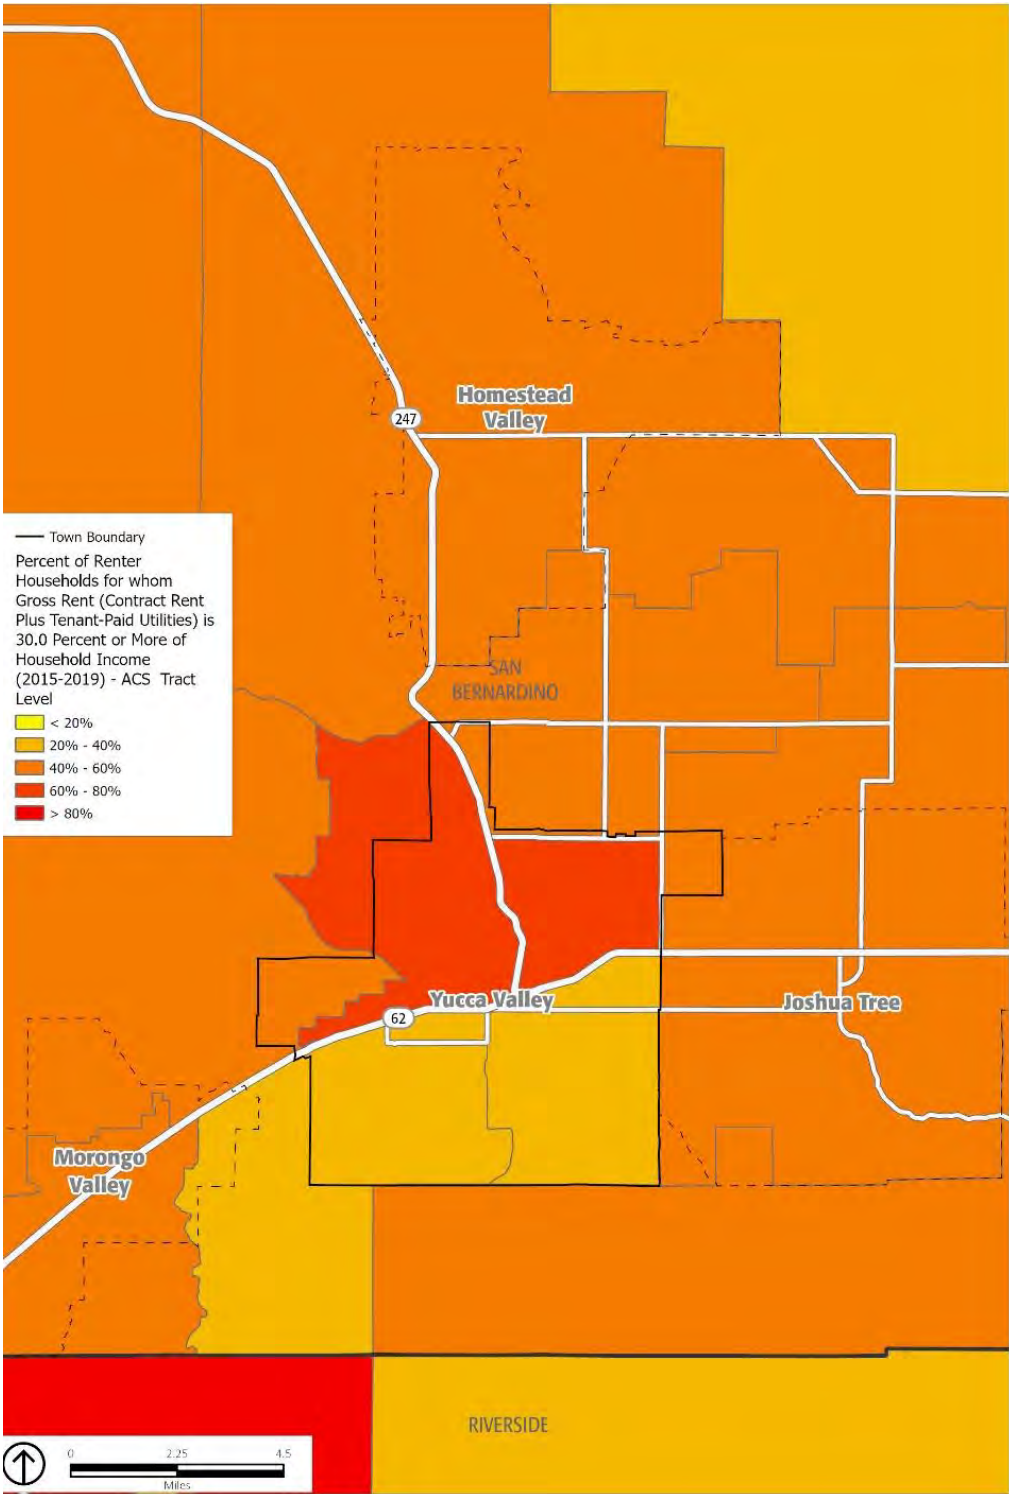 Homestead
Valley
247
Town Boundary
Percent of Renter
Households for whom
Gross Rent (Contract Rent
Plus Tenant-Paid Utilities) is
30.0 Percent or More of
Household Income
(2015-2019) - ACS Tract
Level
< 20%
20% - 40%
40% - 60%
60% - 80%
> 80%
SAN
BERNARDINO
Yucca Valley
Joshua Tree
62
Morongo
Valley
RIVERSIDE
0 2.25 4.5
Miles